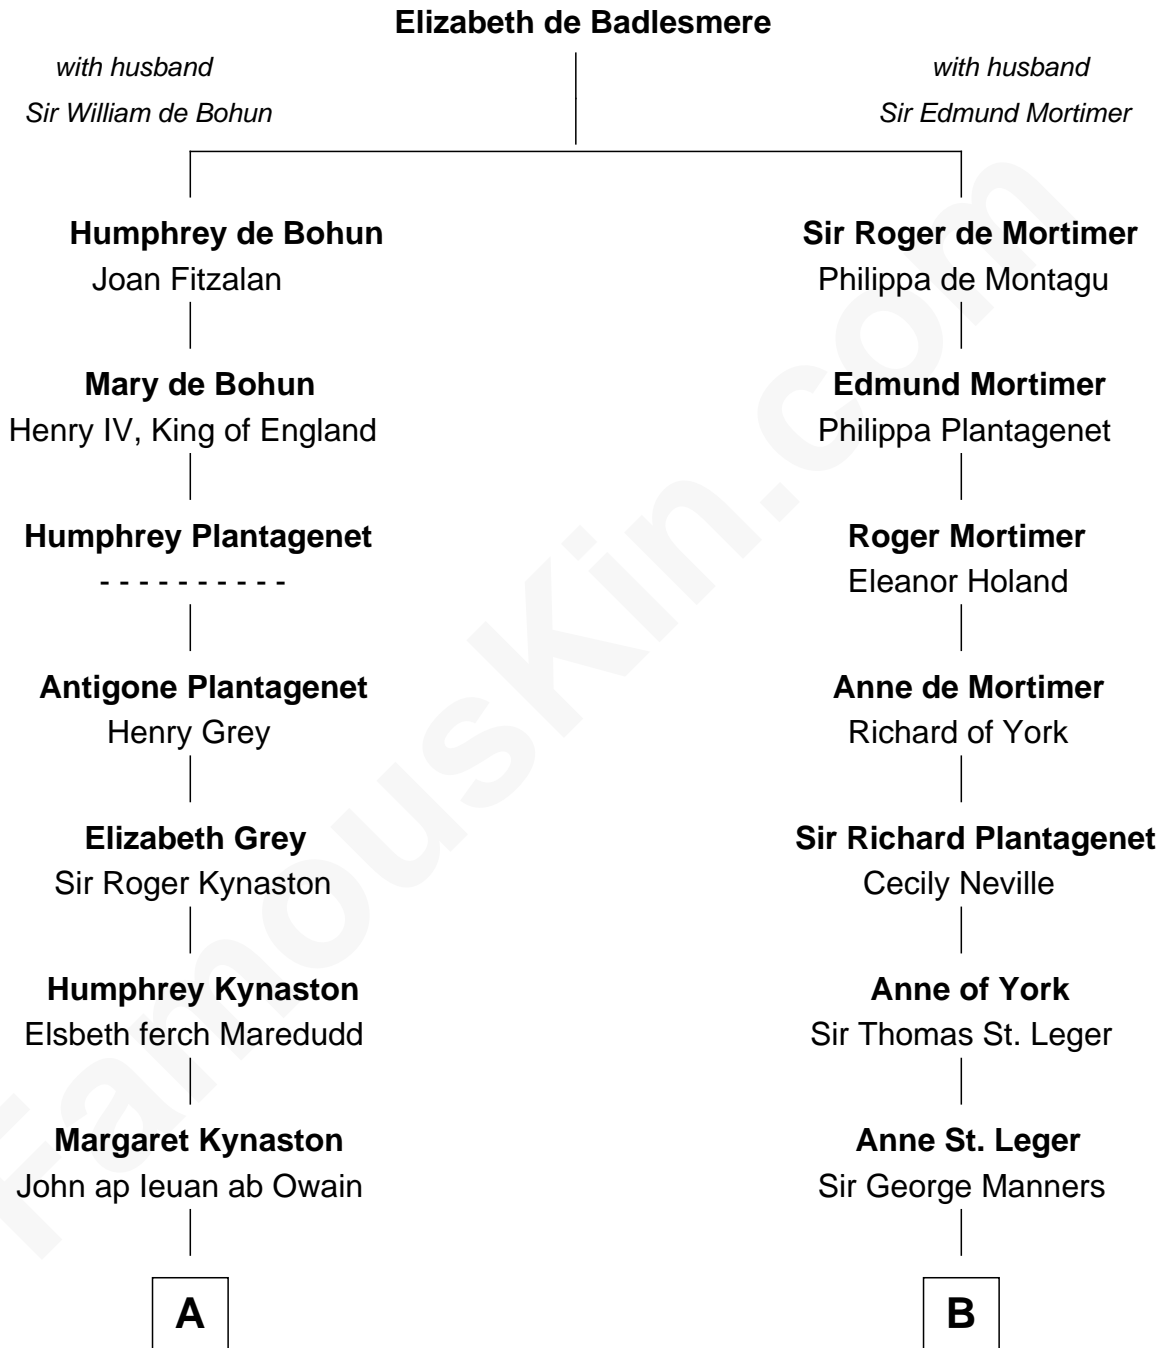 Elizabeth de Badlesmere
with husband
Sir William de Bohun
with husband
Sir Edmund Mortimer
Humphrey de Bohun
Joan Fitzalan
Sir Roger de Mortimer
Philippa de Montagu
Mary de Bohun
Henry IV, King of England
Edmund Mortimer
Philippa Plantagenet
Humphrey Plantagenet
- - - - - - - - - -
Roger Mortimer
Eleanor Holand
Antigone Plantagenet
Henry Grey
Anne de Mortimer
Richard of York
Elizabeth Grey
Sir Roger Kynaston
Sir Richard Plantagenet
Cecily Neville
Humphrey Kynaston
Elsbeth ferch Maredudd
Anne of York
Sir Thomas St. Leger
Margaret Kynaston
John ap Ieuan ab Owain
Anne St. Leger
Sir George Manners
A
B
FamousKin.com